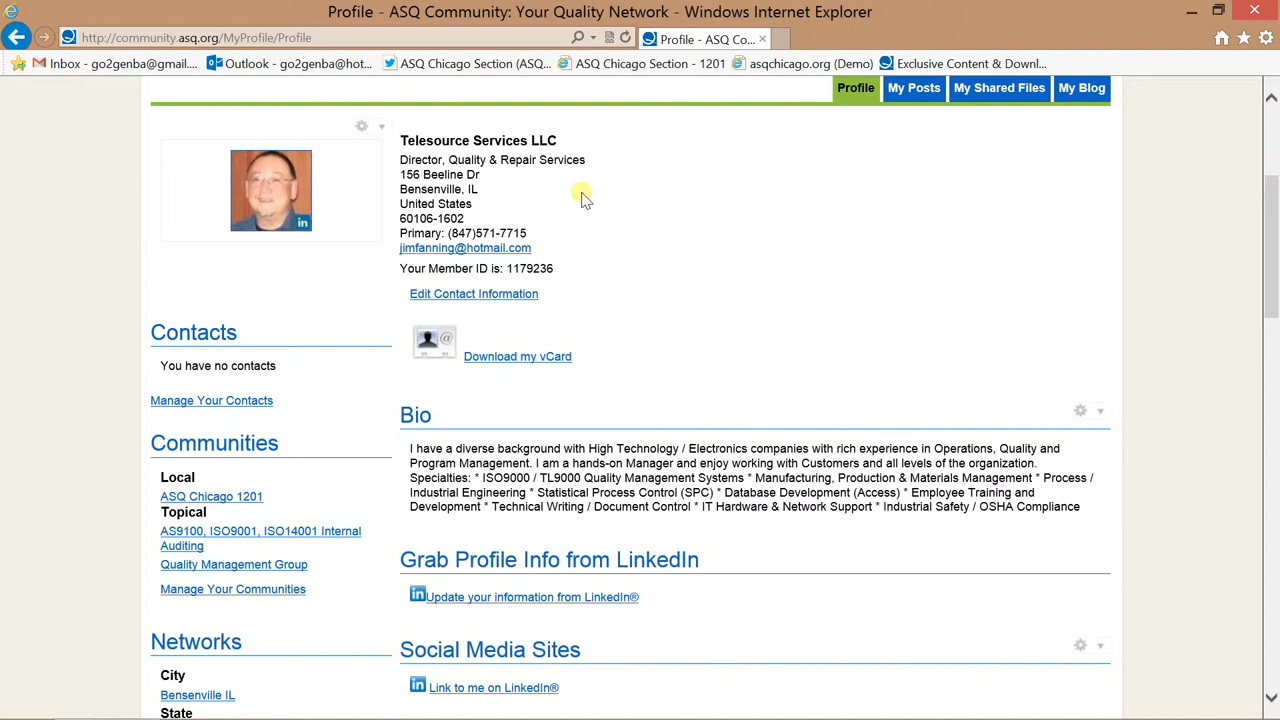 Profile - ASQ Community: Your Quality Network - Windows Internet Explorer
http://community.asq.org/MyProfile/Profile
Profile - ASQ Co...
Inbox - go2genba@gmail.... Outlook - go2genba@hot... ASQ Chicago Section (ASQ... ASQ Chicago Section - 1201 asqchicago.org (Demo) Exclusive Content & Downl...
Profile My Posts My Shared Files My Blog
Telesource Services LLC
Director, Quality & Repair Services
156 Beeline Dr
Bensenville, IL
United States
60106-1602
Primary: (847)571-7715
jimfanning@hotmail.com
Your Member ID is: 1179236
Edit Contact Information
Download my vCard
in
Contacts
You have no contacts
Manage Your Contacts
Communities
Local
ASQ Chicago 1201
Topical
AS9100, ISO9001, ISO14001 Internal
Auditing
Quality Management Group
Manage Your Communities
Networks
City
Bensenville IL
State
Bio
I have a diverse background with High Technology / Electronics companies with rich experience in Operations, Quality and
Program Management. I am a hands-on Manager and enjoy working with Customers and all levels of the organization.
Specialties: * ISO9000 / TL9000 Quality Management Systems * Manufacturing, Production & Materials Management * Process /
Industrial Engineering * Statistical Process Control (SPC) * Database Development (Access) * Employee Training and
Development * Technical Writing / Document Control * IT Hardware & Network Support * Industrial Safety / OSHA Compliance
Grab Profile Info from LinkedIn
in Update your information from LinkedIn®
Social Media Sites
in Link to me on LinkedIn®